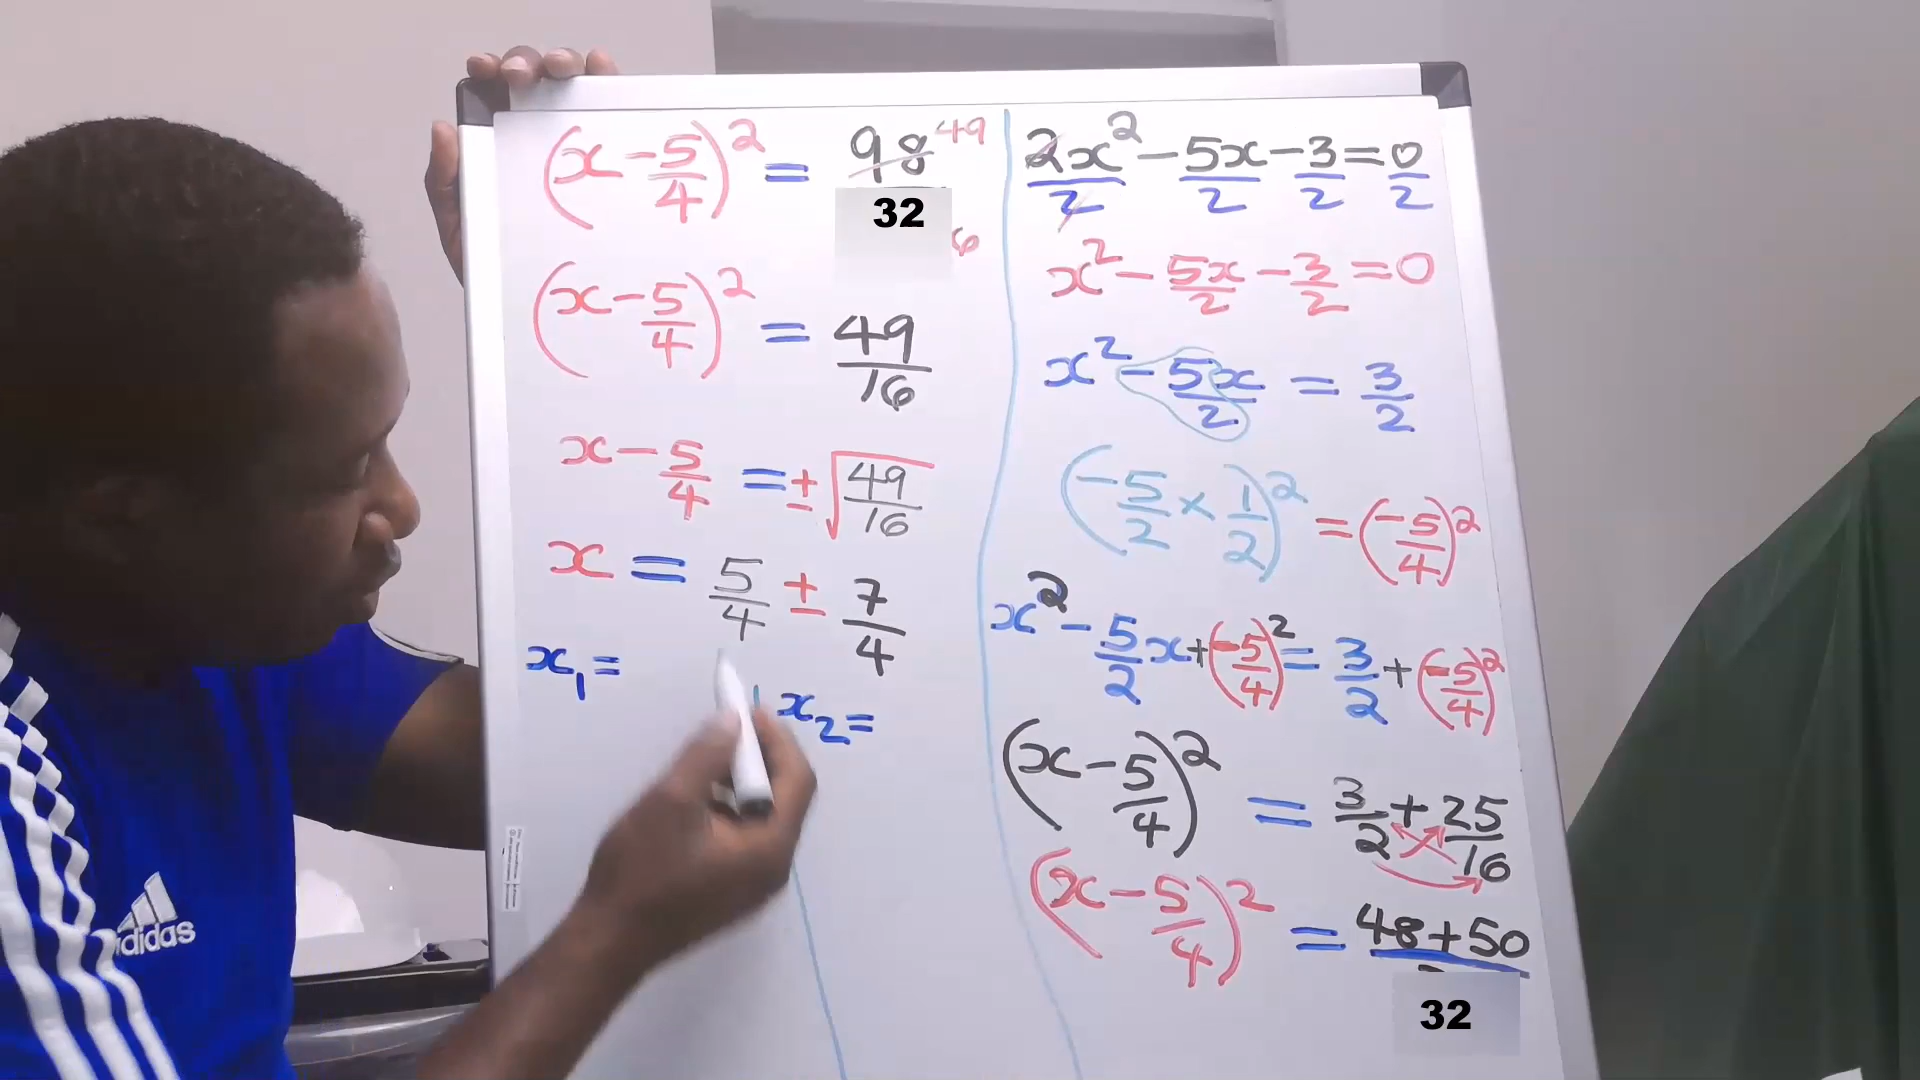 (x - 5/4)² = 98 49
32
6
(x - 5/4)² = 49/16
x - 5/4 = ± √(49/16)
x = 5/4 ± 7/4
x₁ =
x₂ =
2x²/2 - 5x/2 - 3/2 = 0/2
x² - 5x/2 - 3/2 = 0
x² - 5x/2 = 3/2
(-5/2 × 1/2)² = (-5/4)²
x² - 5/2 x + (-5/4)² = 3/2 + (-5/4)²
(x - 5/4)² = 3/2 + 25/16
(x - 5/4)² = 48+50
32
adidas